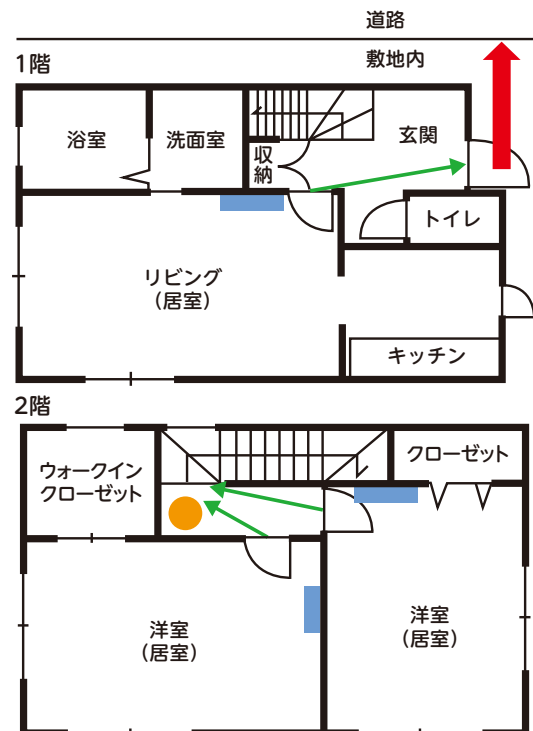 道路
敷地内
1階
浴室
洗面室
収
納
玄関
トイレ
リビング
(居室)
キッチン
2階
ウォークイン
クローゼット
クローゼット
洋室
(居室)
洋室
(居室)